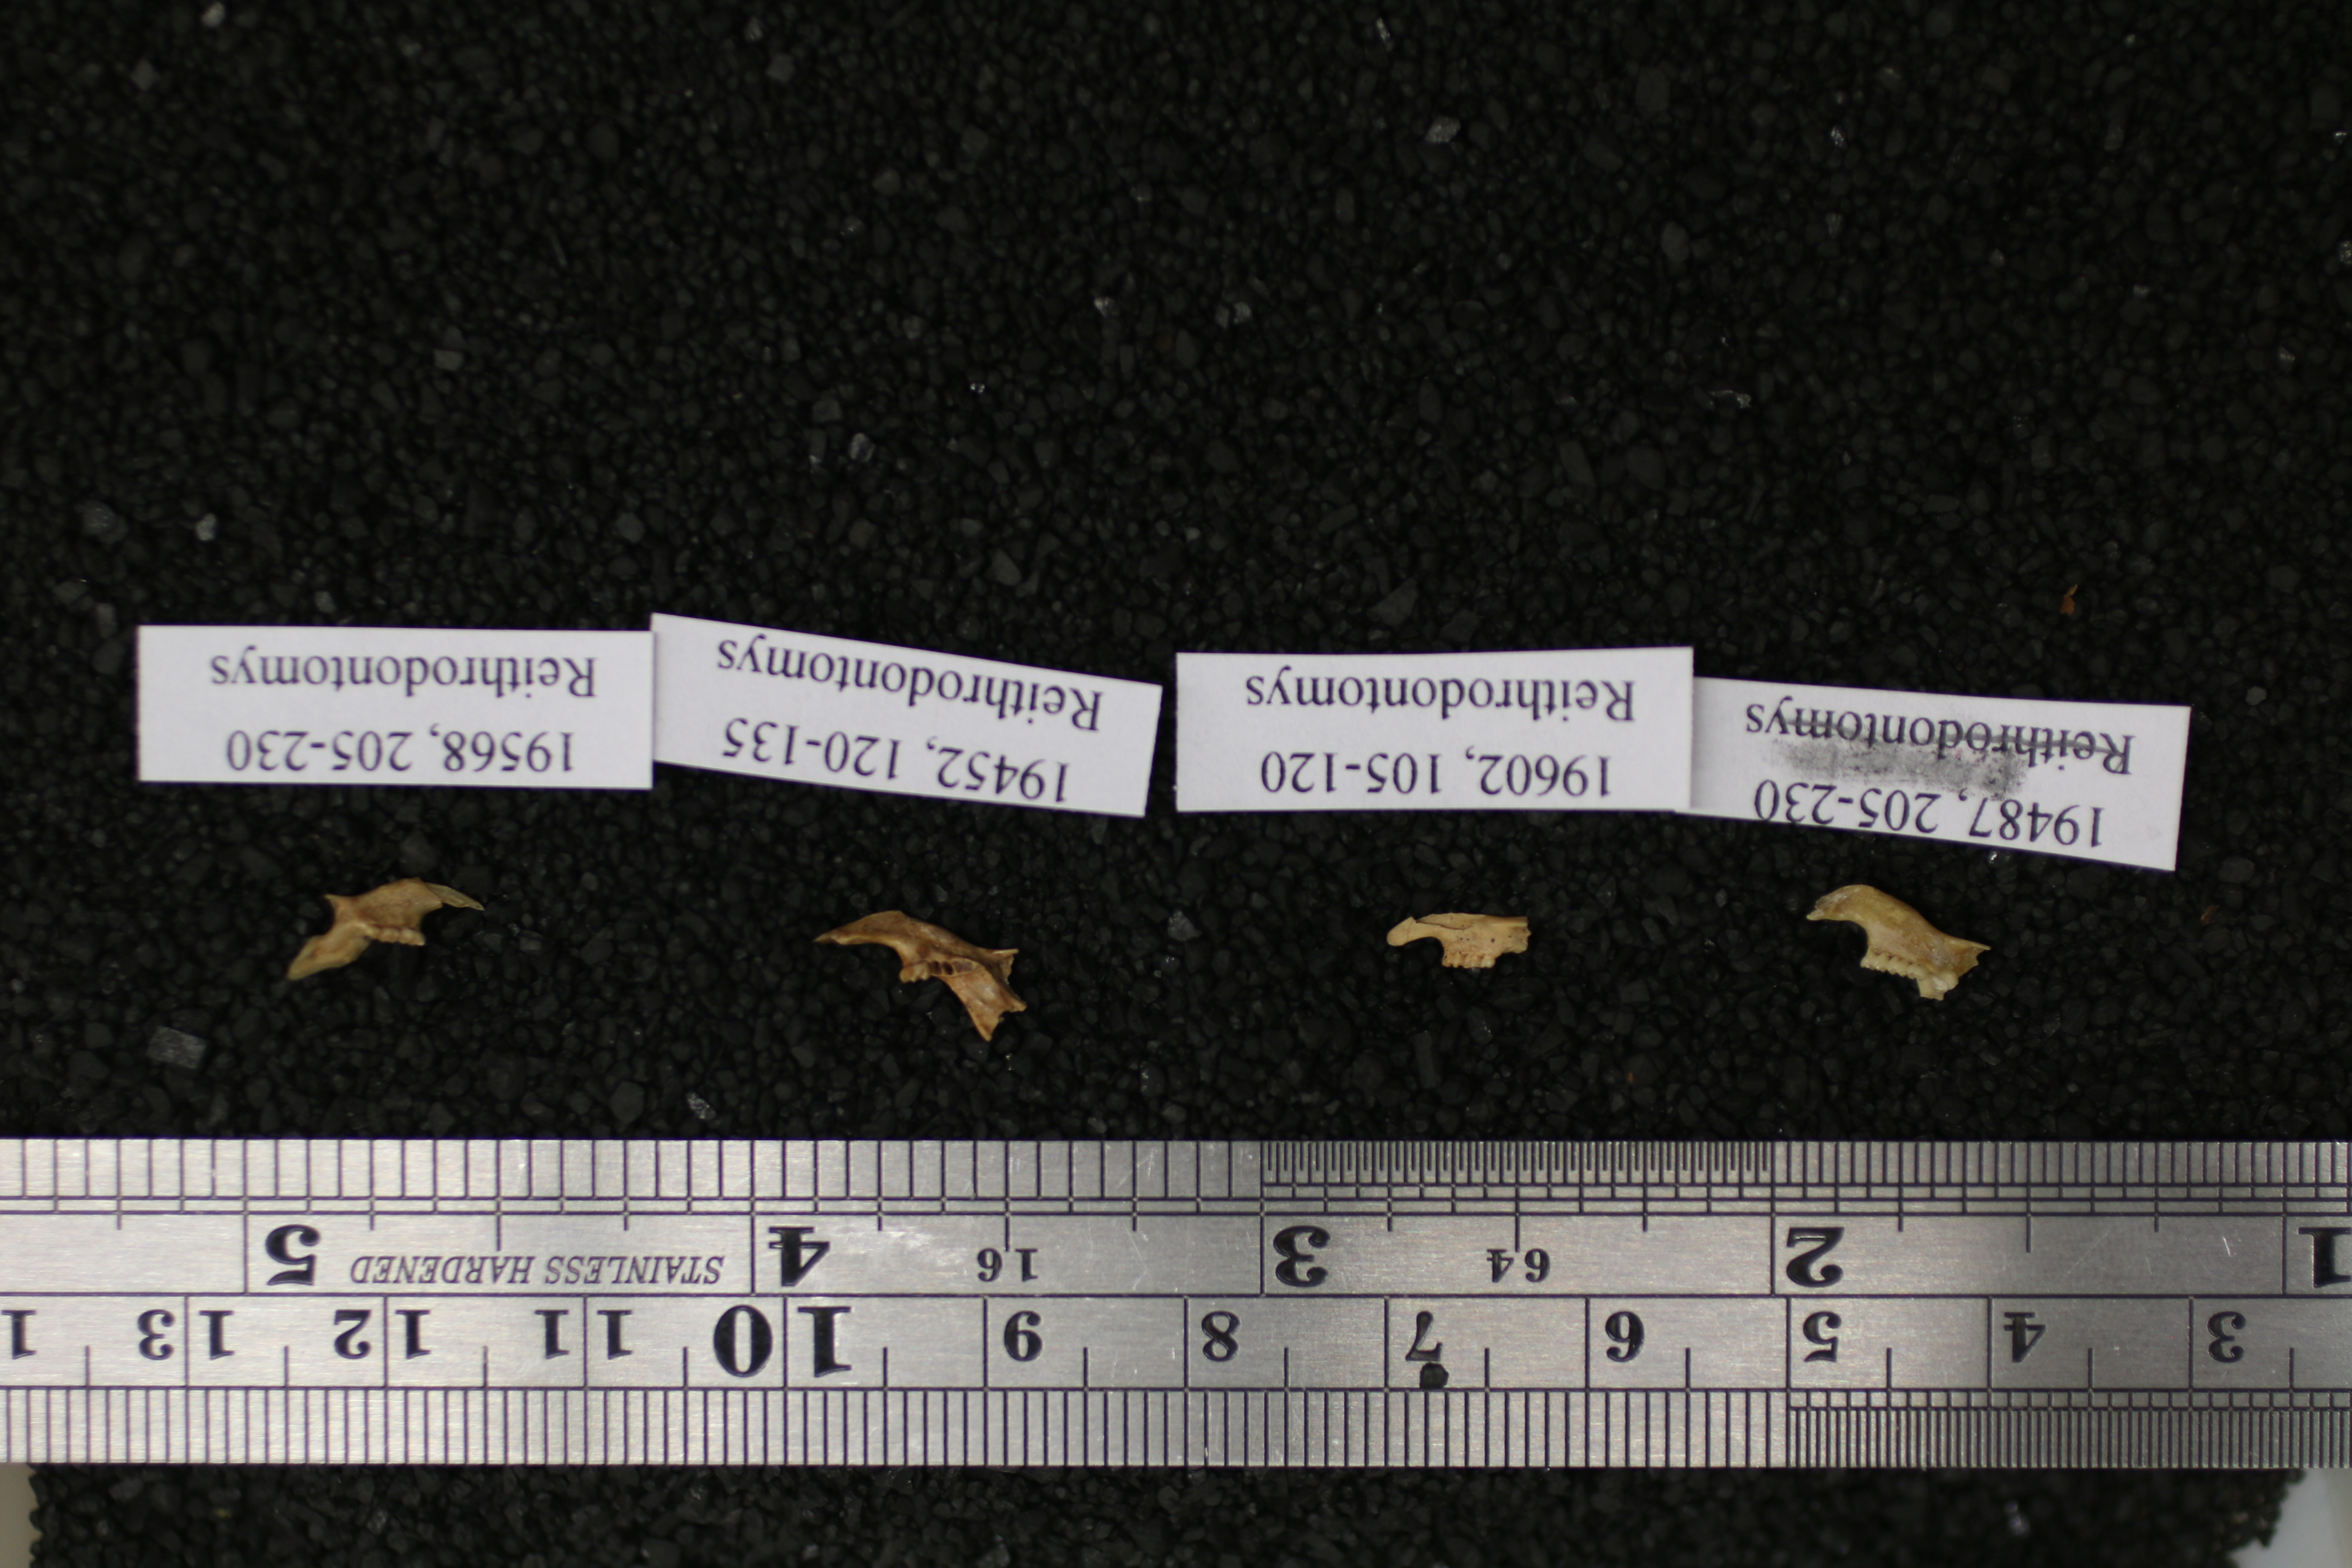 3 4 5 6 7 8 9 10 11 12 13 1
1 2 64 3 16 4 STAINLESS HARDENED 5
19487, 205-230
Reithrodontomys
19602, 105-120
Reithrodontomys
19452, 120-135
Reithrodontomys
19568, 205-230
Reithrodontomys